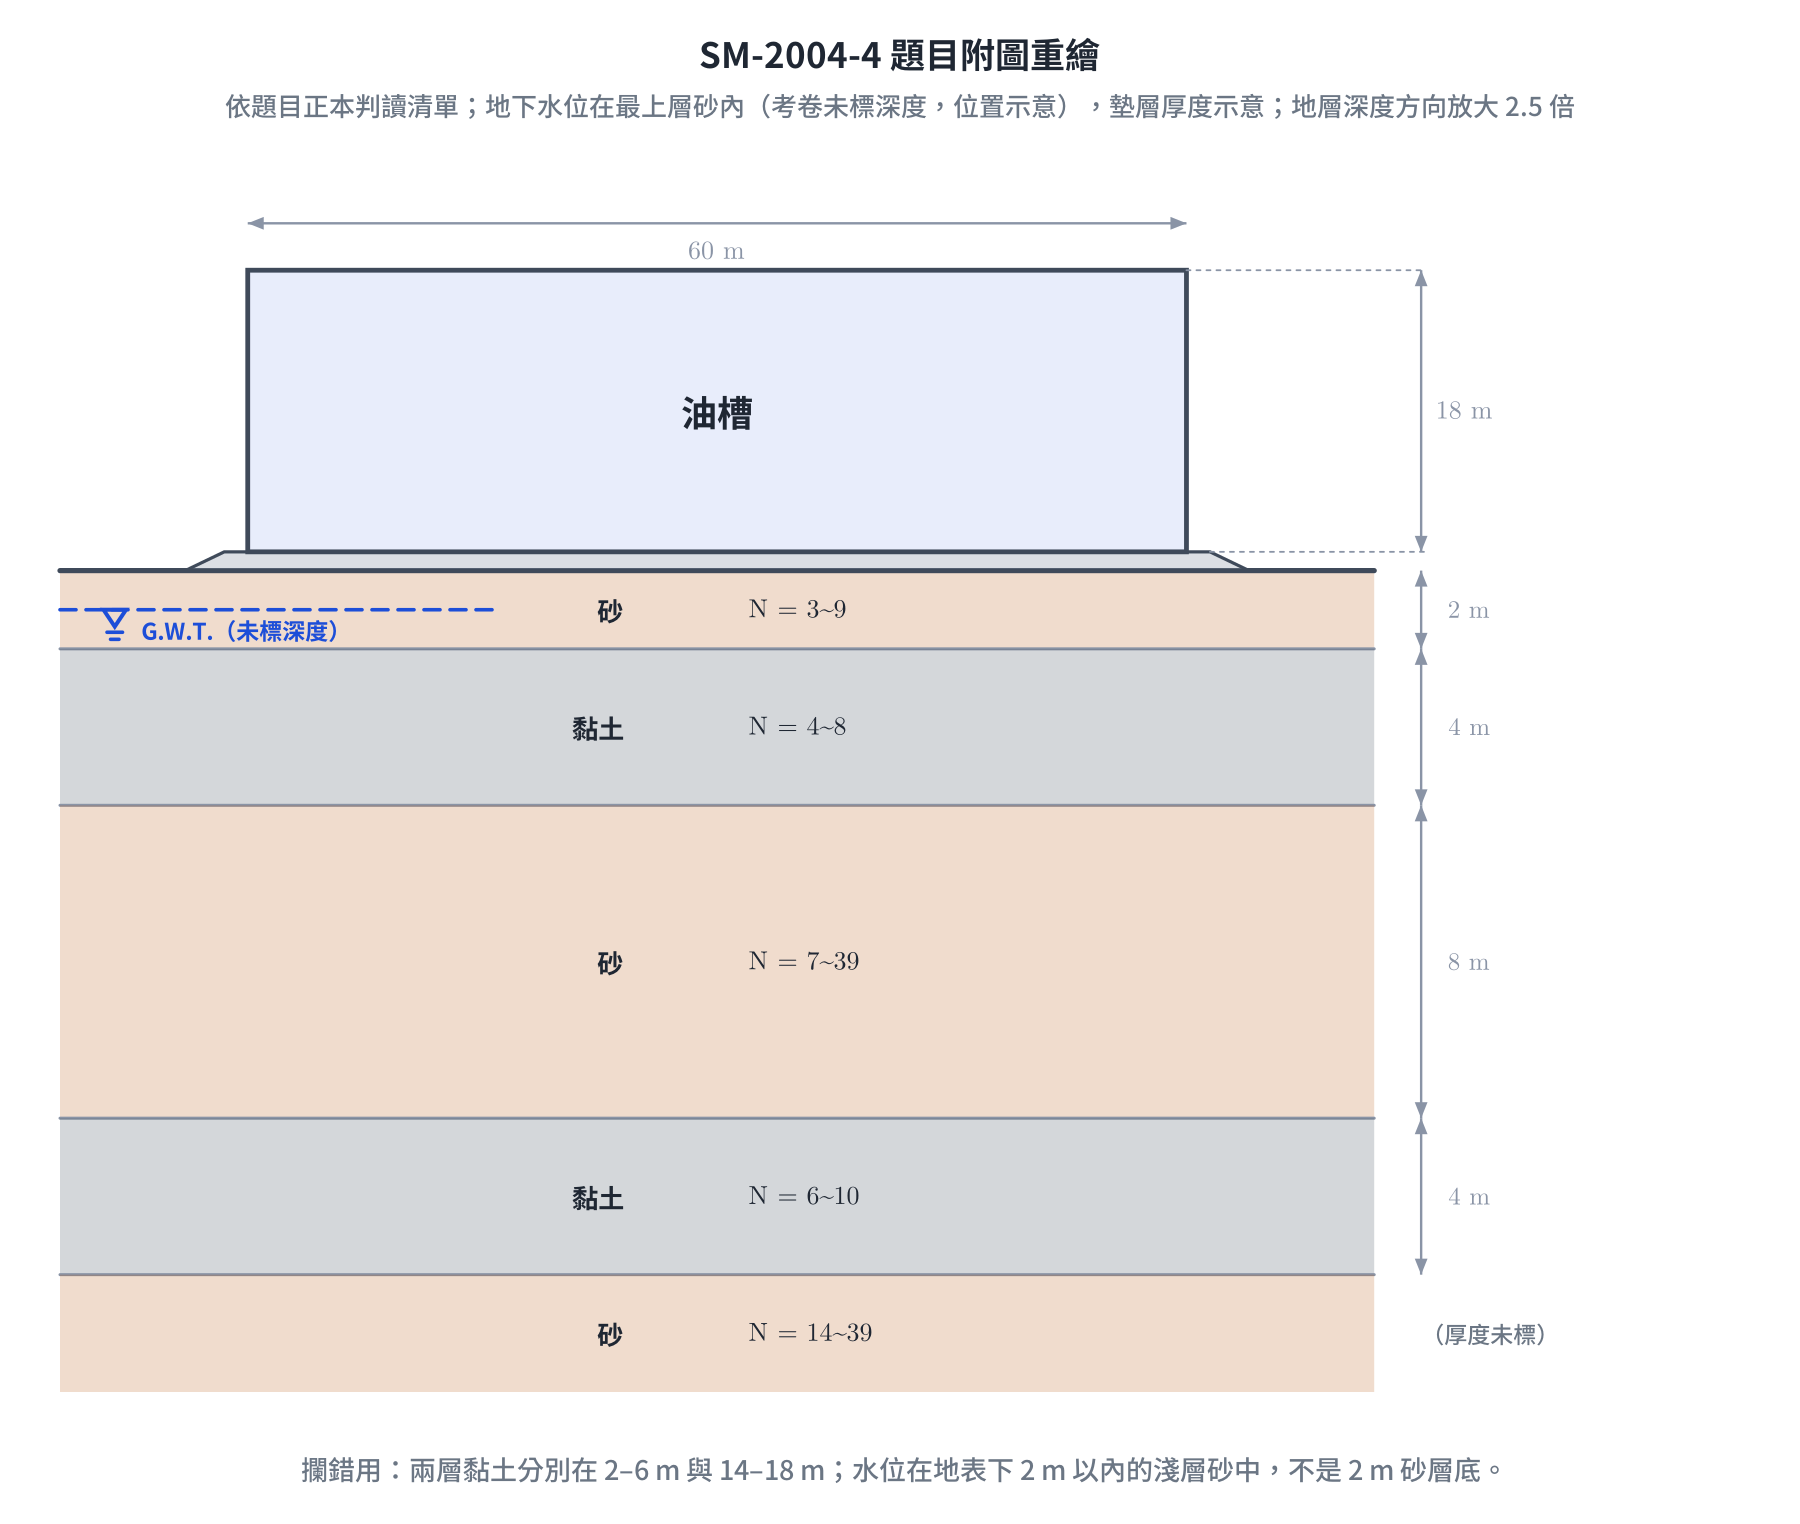 SM-2004-4 題目附圖重繪
依題目正本判讀清單；地下水位在最上層砂內（考卷未標深度，位置示意），墊層厚度示意；地層深度方向放大 2.5 倍
60 m
油槽
18 m
砂 N = 3~9 2 m
G.W.T.（未標深度）
黏土 N = 4~8 4 m
砂 N = 7~39 8 m
黏土 N = 6~10 4 m
砂 N = 14~39 （厚度未標）
攔錯用：兩層黏土分別在 2–6 m 與 14–18 m；水位在地表下 2 m 以內的淺層砂中，不是 2 m 砂層底。